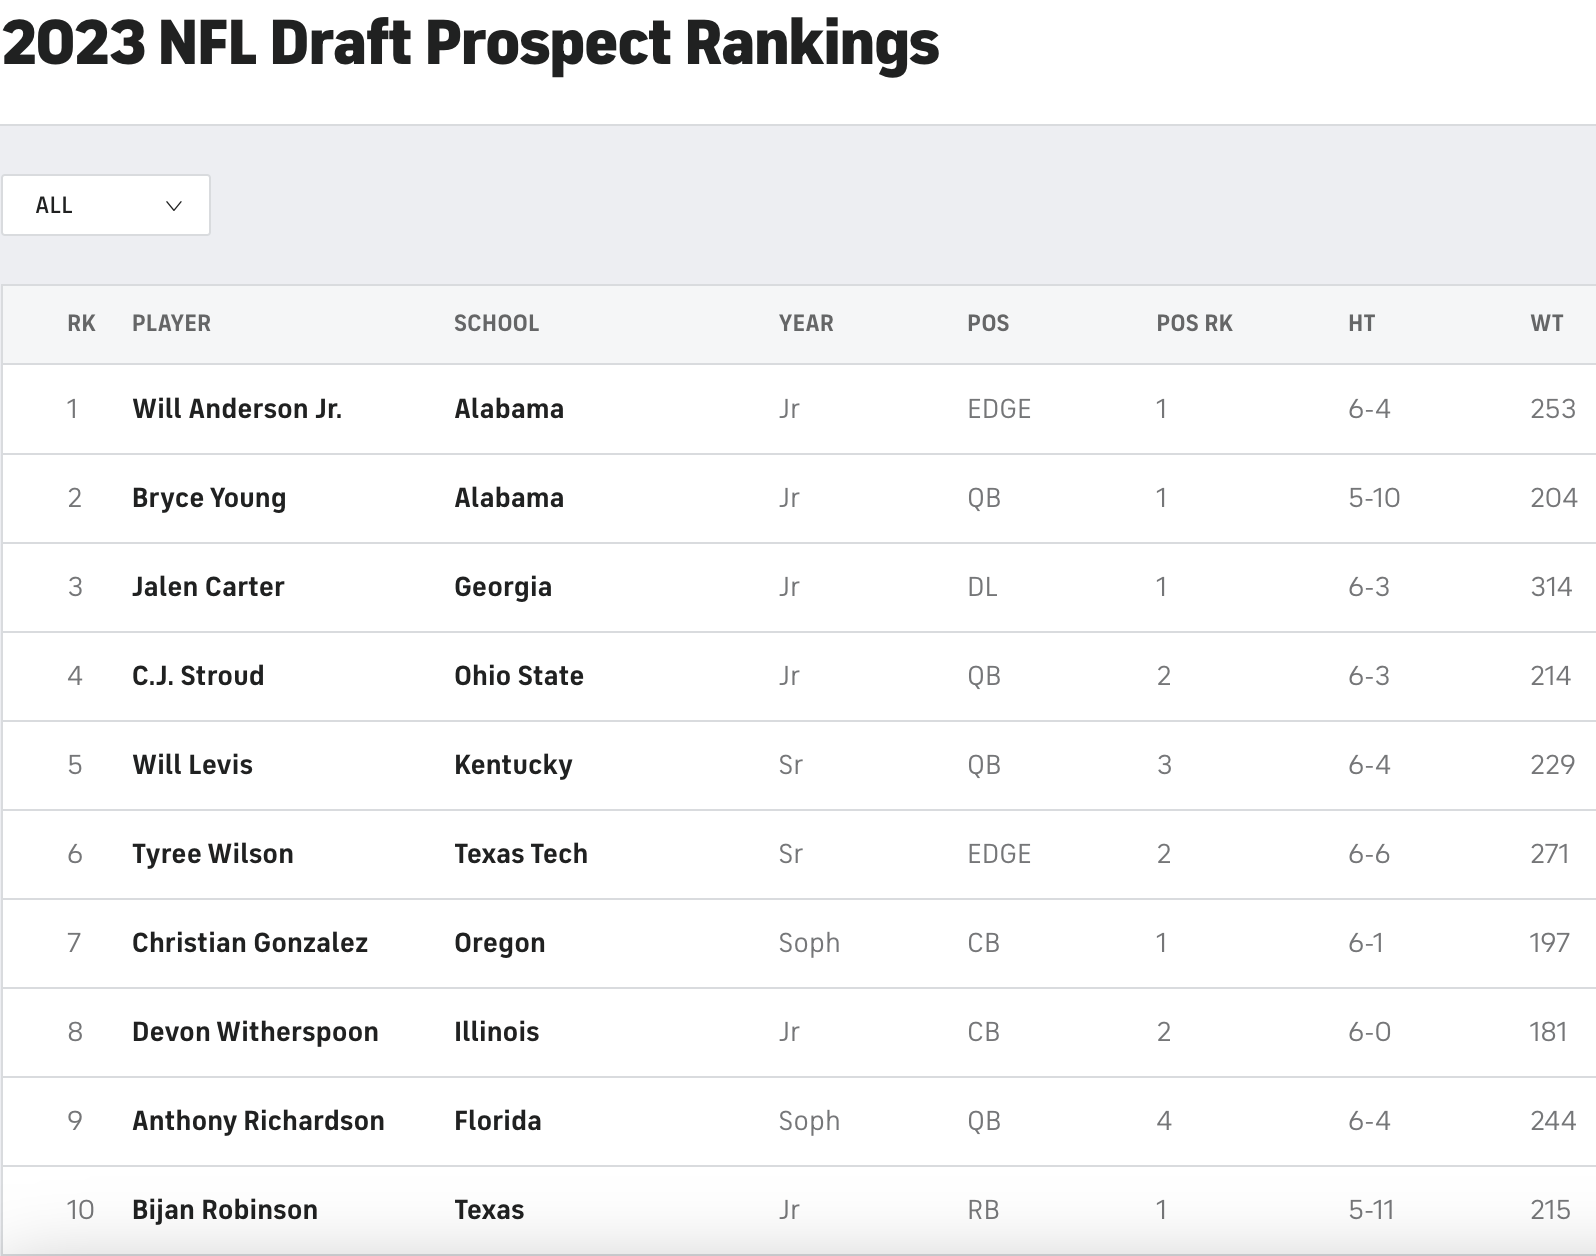 2023 NFL Draft Prospect Rankings
ALL
RK PLAYER SCHOOL YEAR POS POS RK HT WT
1 Will Anderson Jr. Alabama Jr EDGE 1 6-4 253
2 Bryce Young Alabama Jr QB 1 5-10 204
3 Jalen Carter Georgia Jr DL 1 6-3 314
4 C.J. Stroud Ohio State Jr QB 2 6-3 214
5 Will Levis Kentucky Sr QB 3 6-4 229
6 Tyree Wilson Texas Tech Sr EDGE 2 6-6 271
7 Christian Gonzalez Oregon Soph CB 1 6-1 197
8 Devon Witherspoon Illinois Jr CB 2 6-0 181
9 Anthony Richardson Florida Soph QB 4 6-4 244
10 Bijan Robinson Texas Jr RB 1 5-11 215